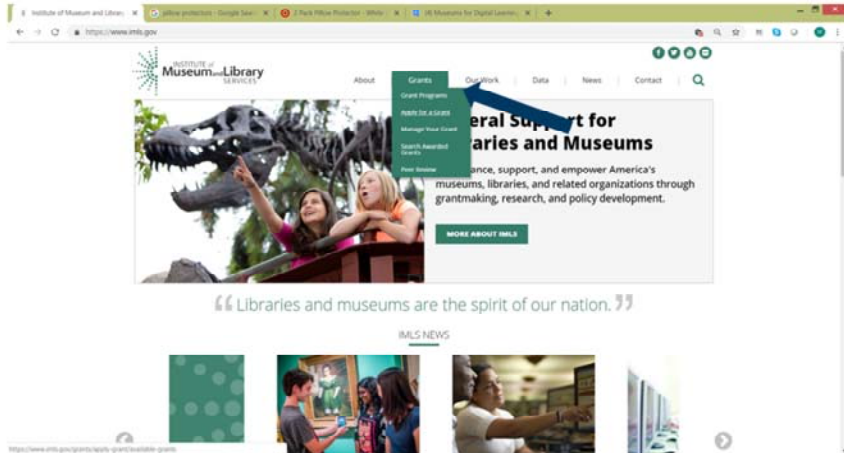 Institute of Museum and Library
pillow protectors - Google Sear
2 Pack Pillow Protector - White
(4) Museums for Digital Learning
https://www.imls.gov
INSTITUTE of
Museum and Library
SERVICES
About
Grants
Our Work
Data
News
Contact
Grant Programs
Apply for a Grant
Manage Your Grant
Search Awarded
Grants
Peer Review
eral Support for
raries and Museums
ance, support, and empower America's
museums, libraries, and related organizations through
grantmaking, research, and policy development.
MORE ABOUT IMLS
“ Libraries and museums are the spirit of our nation. ”
IMLS NEWS
https://www.imls.gov/grants/apply-grant/available-grants